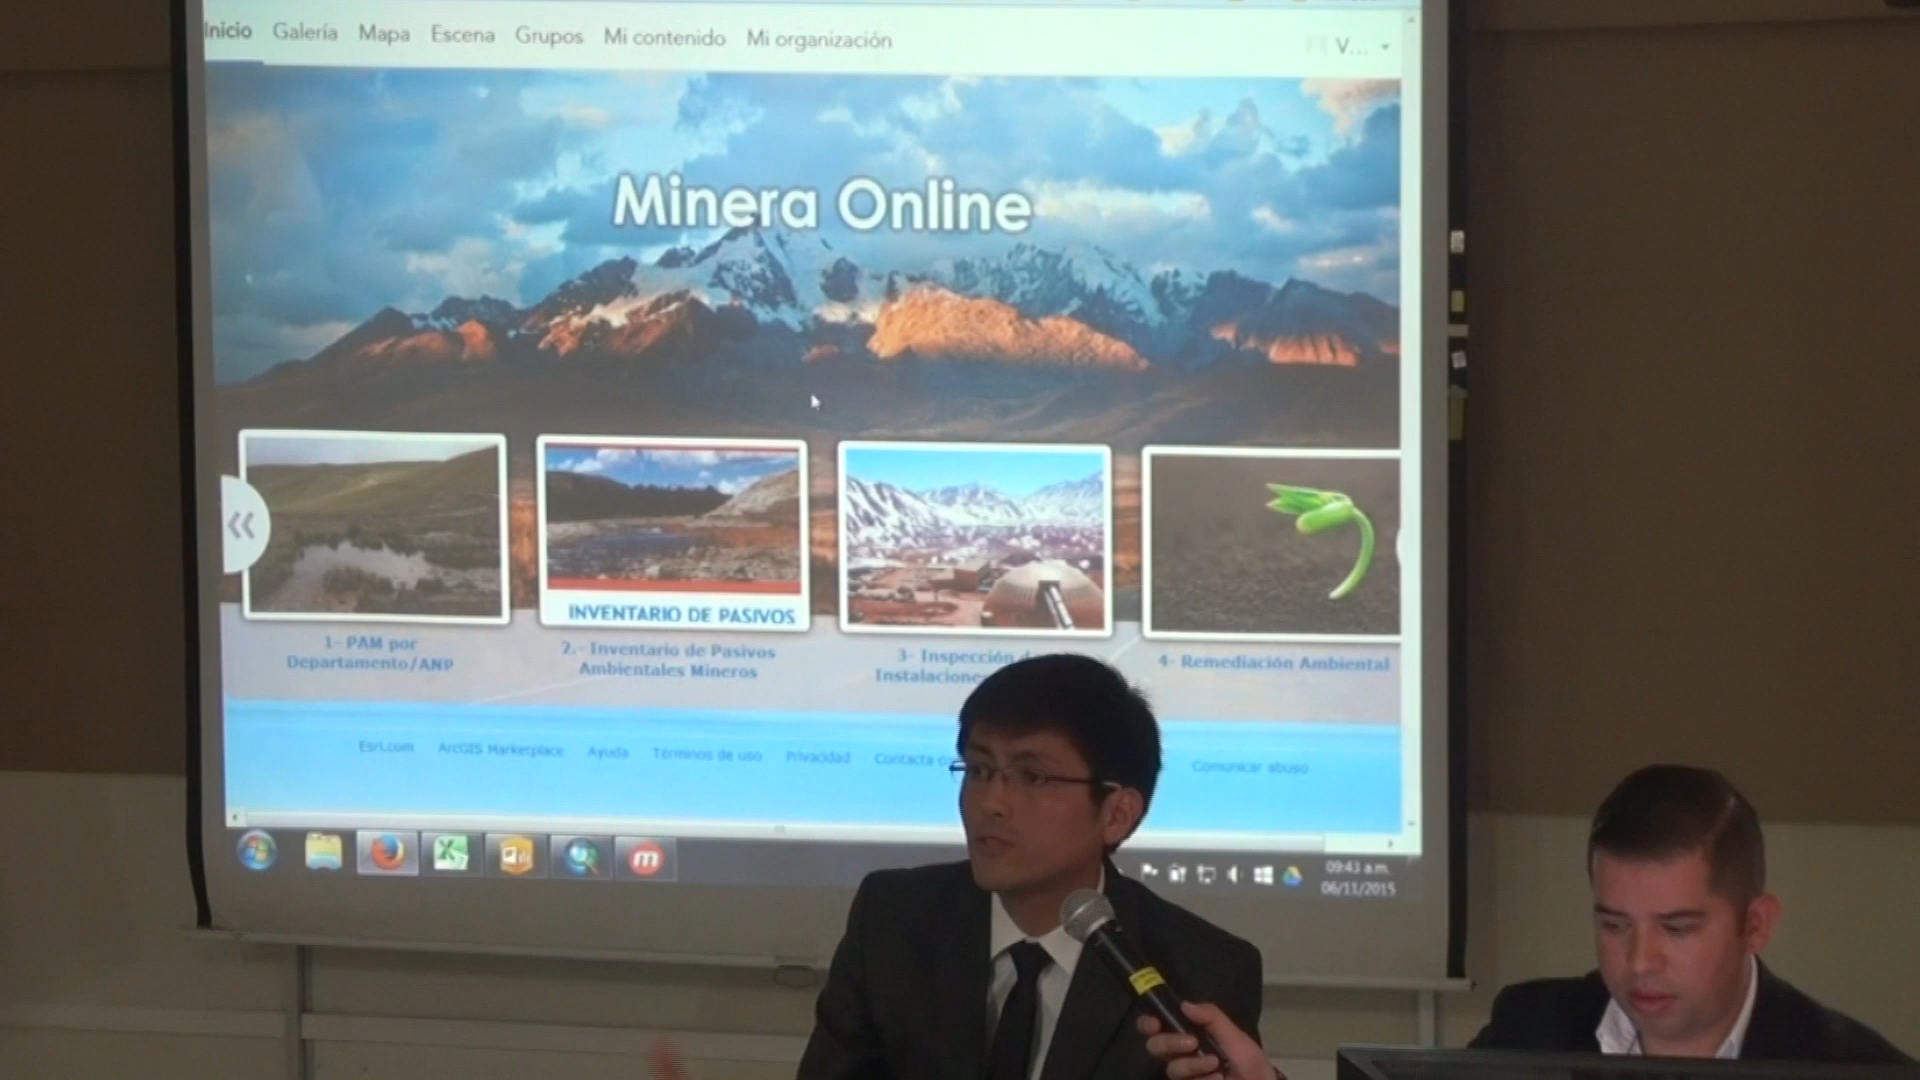 Inicio Galería Mapa Escena Grupos Mi contenido Mi organización V...
Minera Online
INVENTARIO DE PASIVOS
1- PAM por
Departamento/ANP
2.- Inventario de Pasivos
Ambientales Mineros
3- Inspección
Instalacione
4- Remediación Ambiental
Esri.com ArcGIS Marketplace Ayuda Términos de uso Privacidad Contacta Comunicar abuso
09:43 a.m.
06/11/2015